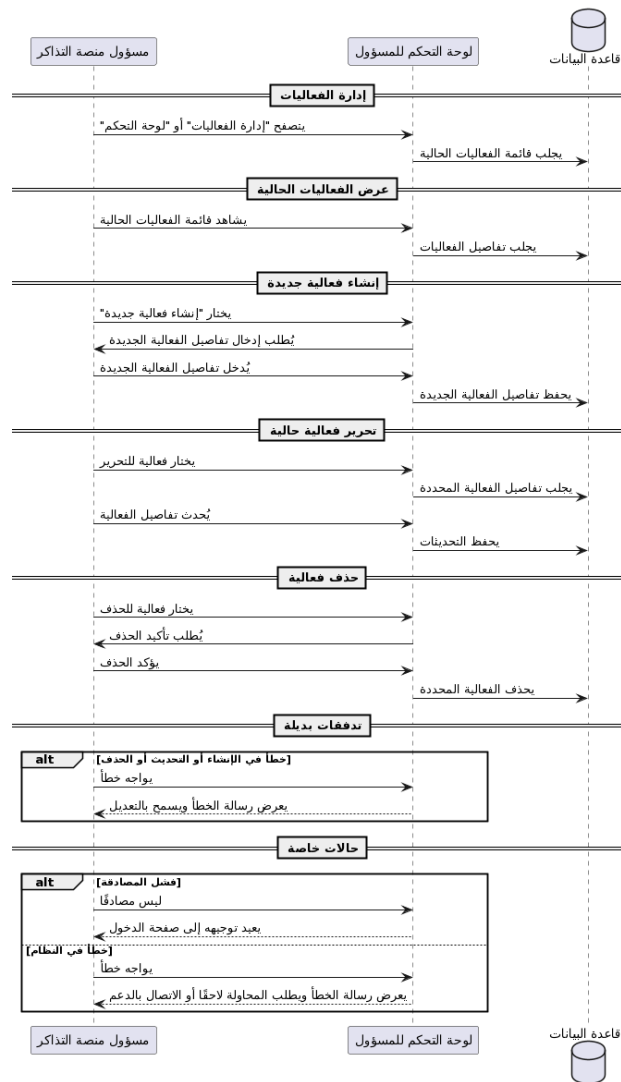 مسؤول منصة التذاكر
لوحة التحكم للمسؤول
قاعدة البيانات
إدارة الفعاليات
يتصفح "إدارة الفعاليات" أو "لوحة التحكم"
يجلب قائمة الفعاليات الحالية
عرض الفعاليات الحالية
يشاهد قائمة الفعاليات الحالية
يجلب تفاصيل الفعاليات
إنشاء فعالية جديدة
يختار "إنشاء فعالية جديدة"
يُطلب إدخال تفاصيل الفعالية الجديدة
يُدخل تفاصيل الفعالية الجديدة
يحفظ تفاصيل الفعالية الجديدة
تحرير فعالية حالية
يختار فعالية للتحرير
يجلب تفاصيل الفعالية المحددة
يُحدث تفاصيل الفعالية
يحفظ التحديثات
حذف فعالية
يختار فعالية للحذف
يُطلب تأكيد الحذف
يؤكد الحذف
يحذف الفعالية المحددة
تدفقات بديلة
alt [خطأ في الإنشاء أو التحديث أو الحذف]
يواجه خطأ
يعرض رسالة الخطأ ويسمح بالتعديل
حالات خاصة
alt [فشل المصادقة]
ليس مصادقًا
يعيد توجيهه إلى صفحة الدخول
[خطأ في النظام]
يواجه خطأ
يعرض رسالة الخطأ ويطلب المحاولة لاحقًا أو الاتصال بالدعم
مسؤول منصة التذاكر
لوحة التحكم للمسؤول
قاعدة البيانات